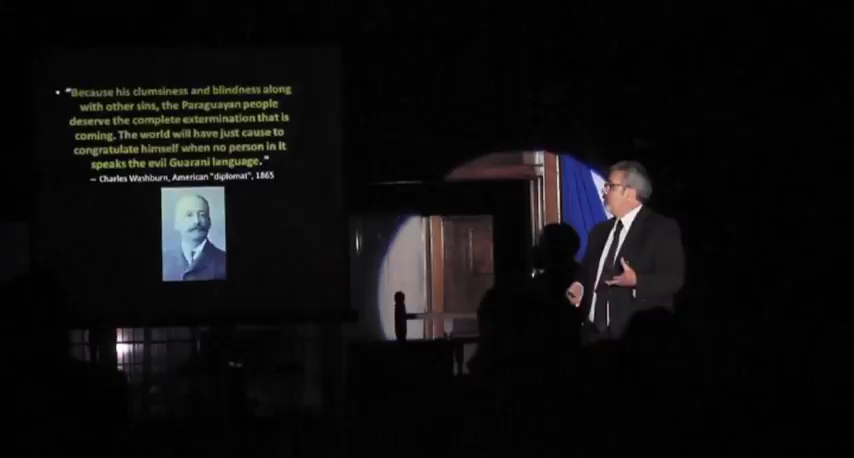 • "Because his clumsiness and blindness along
with other sins, the Paraguayan people
deserve the complete extermination that is
coming. The world will have just cause to
congratulate himself when no person in it
speaks the evil Guarani language."
– Charles Washburn, American "diplomat", 1865